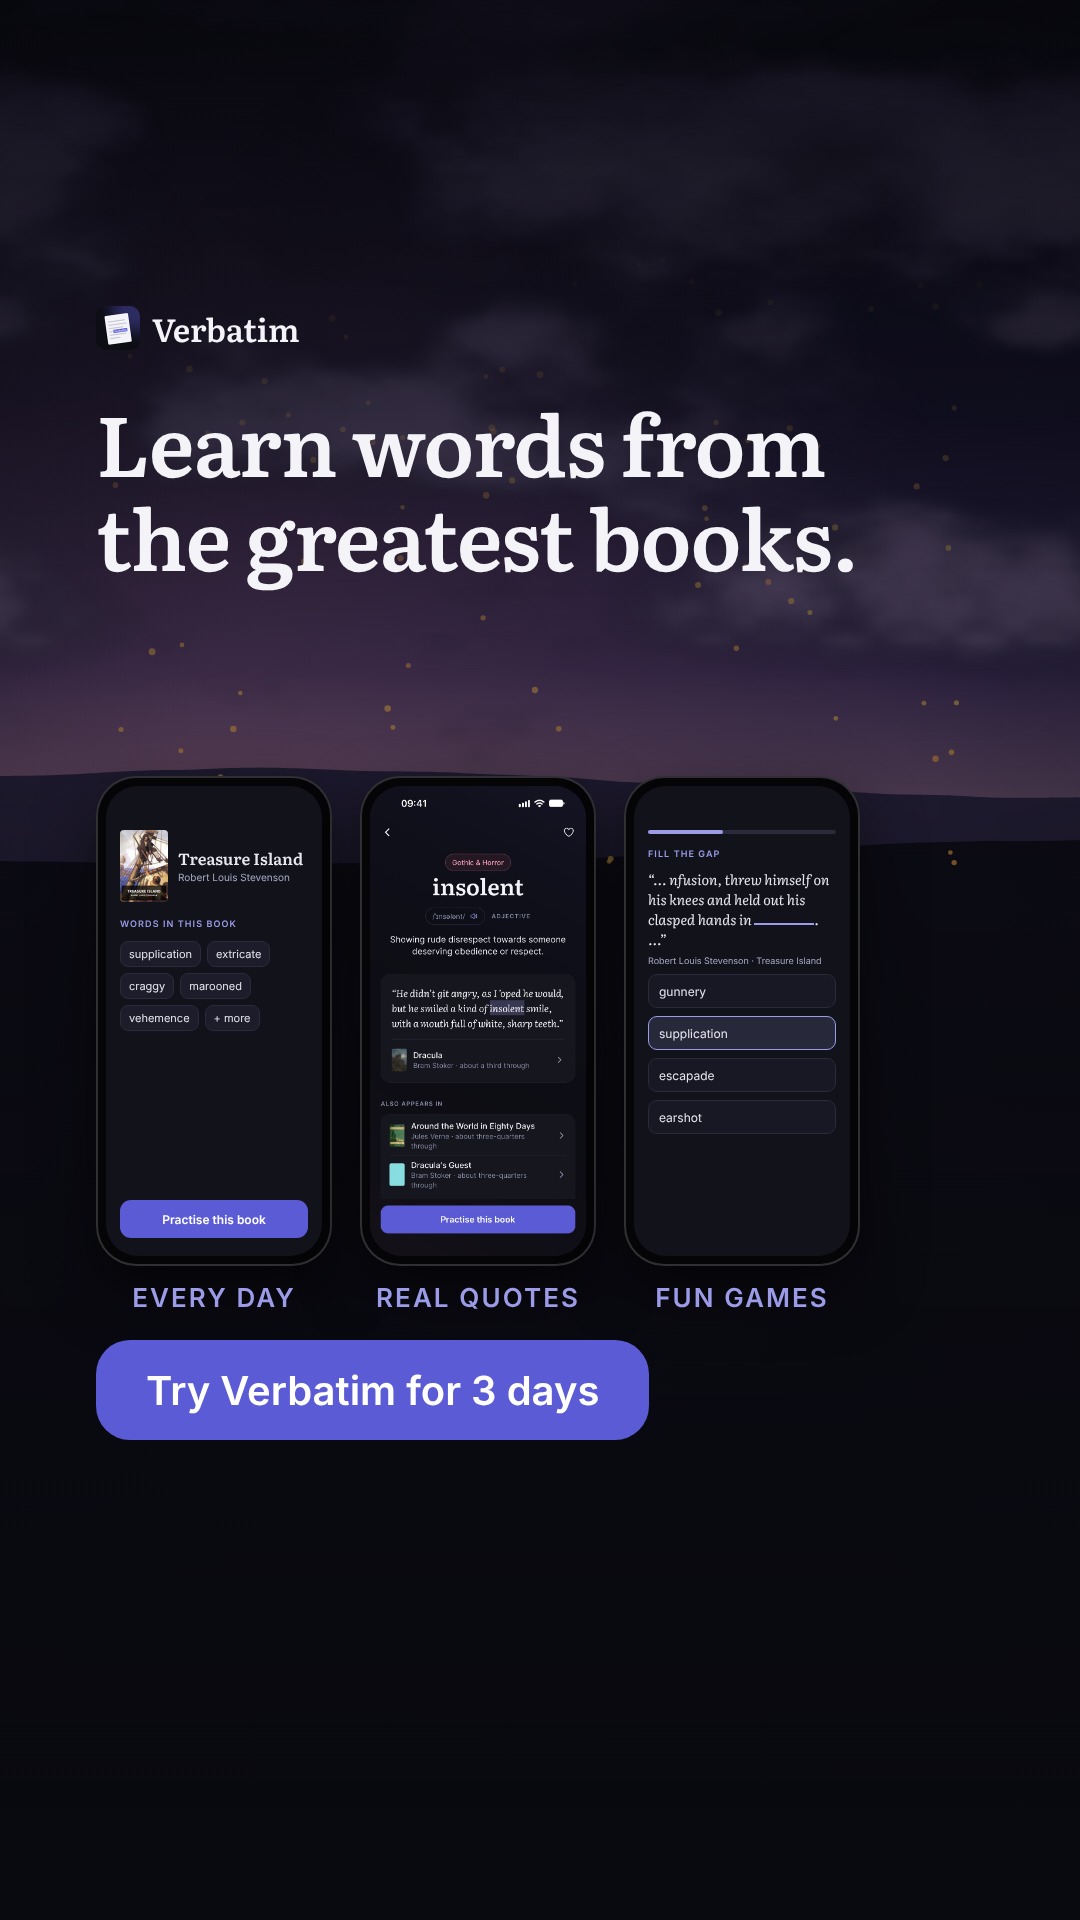 Verbatim
Learn words from
the greatest books.
Treasure Island
Robert Louis Stevenson
WORDS IN THIS BOOK
supplication
extricate
craggy
marooned
vehemence
+ more
Practise this book
09:41
Gothic & Horror
insolent
/ˈɪnsələnt/
ADJECTIVE
Showing rude disrespect towards someone
deserving obedience or respect.
“He didn’t git angry, as I ’oped he would,
but he smiled a kind of insolent smile,
with a mouth full of white, sharp teeth.”
Dracula
Bram Stoker · about a third through
ALSO APPEARS IN
Around the World in Eighty Days
Jules Verne · about three-quarters
through
Dracula's Guest
Bram Stoker · about three-quarters
through
Practise this book
FILL THE GAP
“… nfusion, threw himself on
his knees and held out his
clasped hands in ______.
…”
Robert Louis Stevenson · Treasure Island
gunnery
supplication
escapade
earshot
EVERY DAY
REAL QUOTES
FUN GAMES
Try Verbatim for 3 days